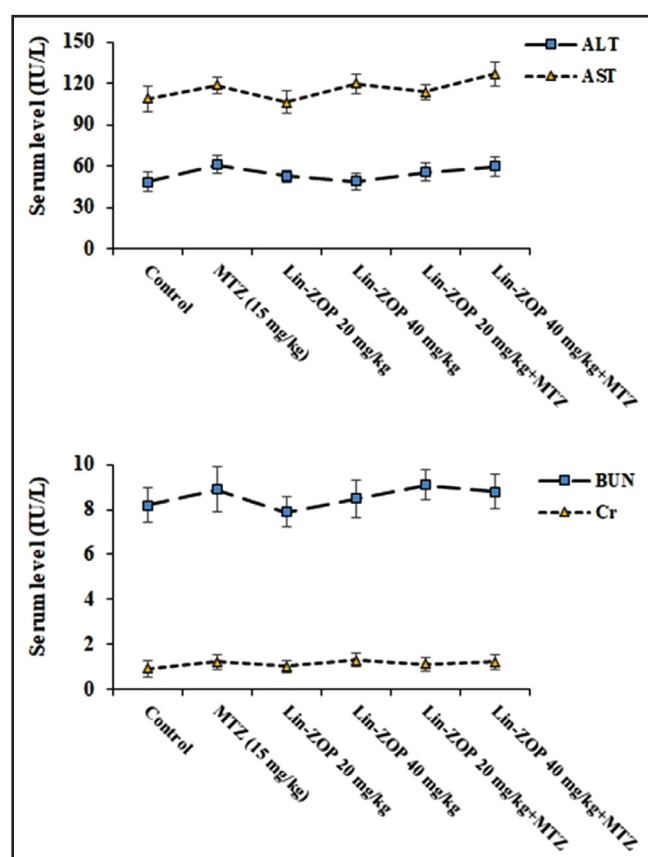 150
120
90
60
30
0
Serum level (IU/L)
ALT
AST
Control
MTZ (15 mg/kg)
Lin-ZOP 20 mg/kg
Lin-ZOP 40 mg/kg
Lin-ZOP 20 mg/kg+MTZ
Lin-ZOP 40 mg/kg+MTZ
10
8
6
4
2
0
Serum level (IU/L)
BUN
Cr
Control
MTZ (15 mg/kg)
Lin-ZOP 20 mg/kg
Lin-ZOP 40 mg/kg
Lin-ZOP 20 mg/kg+MTZ
Lin-ZOP 40 mg/kg+MTZ